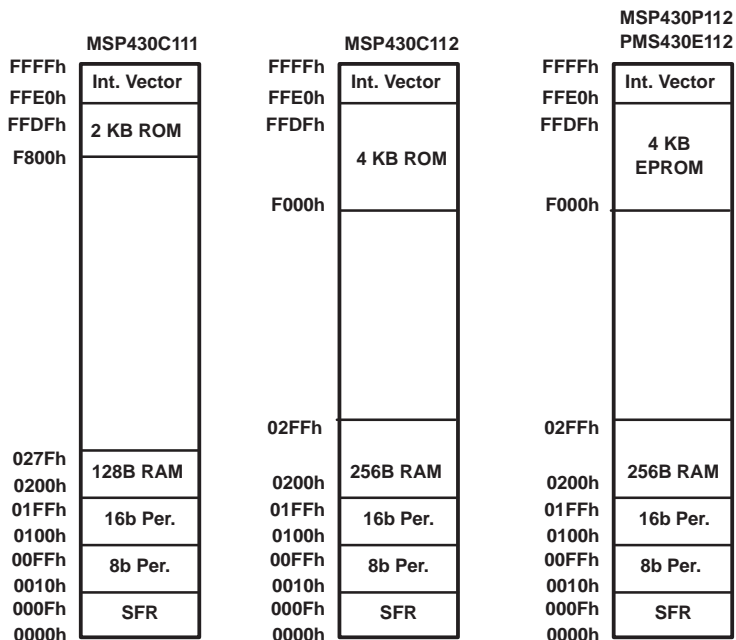 MSP430C111
FFFFh
Int. Vector
FFE0h
FFDFh
2 KB ROM
F800h
027Fh
128B RAM
0200h
01FFh
16b Per.
0100h
00FFh
8b Per.
0010h
000Fh
SFR
0000h
MSP430C112
FFFFh
Int. Vector
FFE0h
FFDFh
4 KB ROM
F000h
02FFh
256B RAM
0200h
01FFh
16b Per.
0100h
00FFh
8b Per.
0010h
000Fh
SFR
0000h
MSP430P112
PMS430E112
FFFFh
Int. Vector
FFE0h
FFDFh
4 KB
EPROM
F000h
02FFh
256B RAM
0200h
01FFh
16b Per.
0100h
00FFh
8b Per.
0010h
000Fh
SFR
0000h